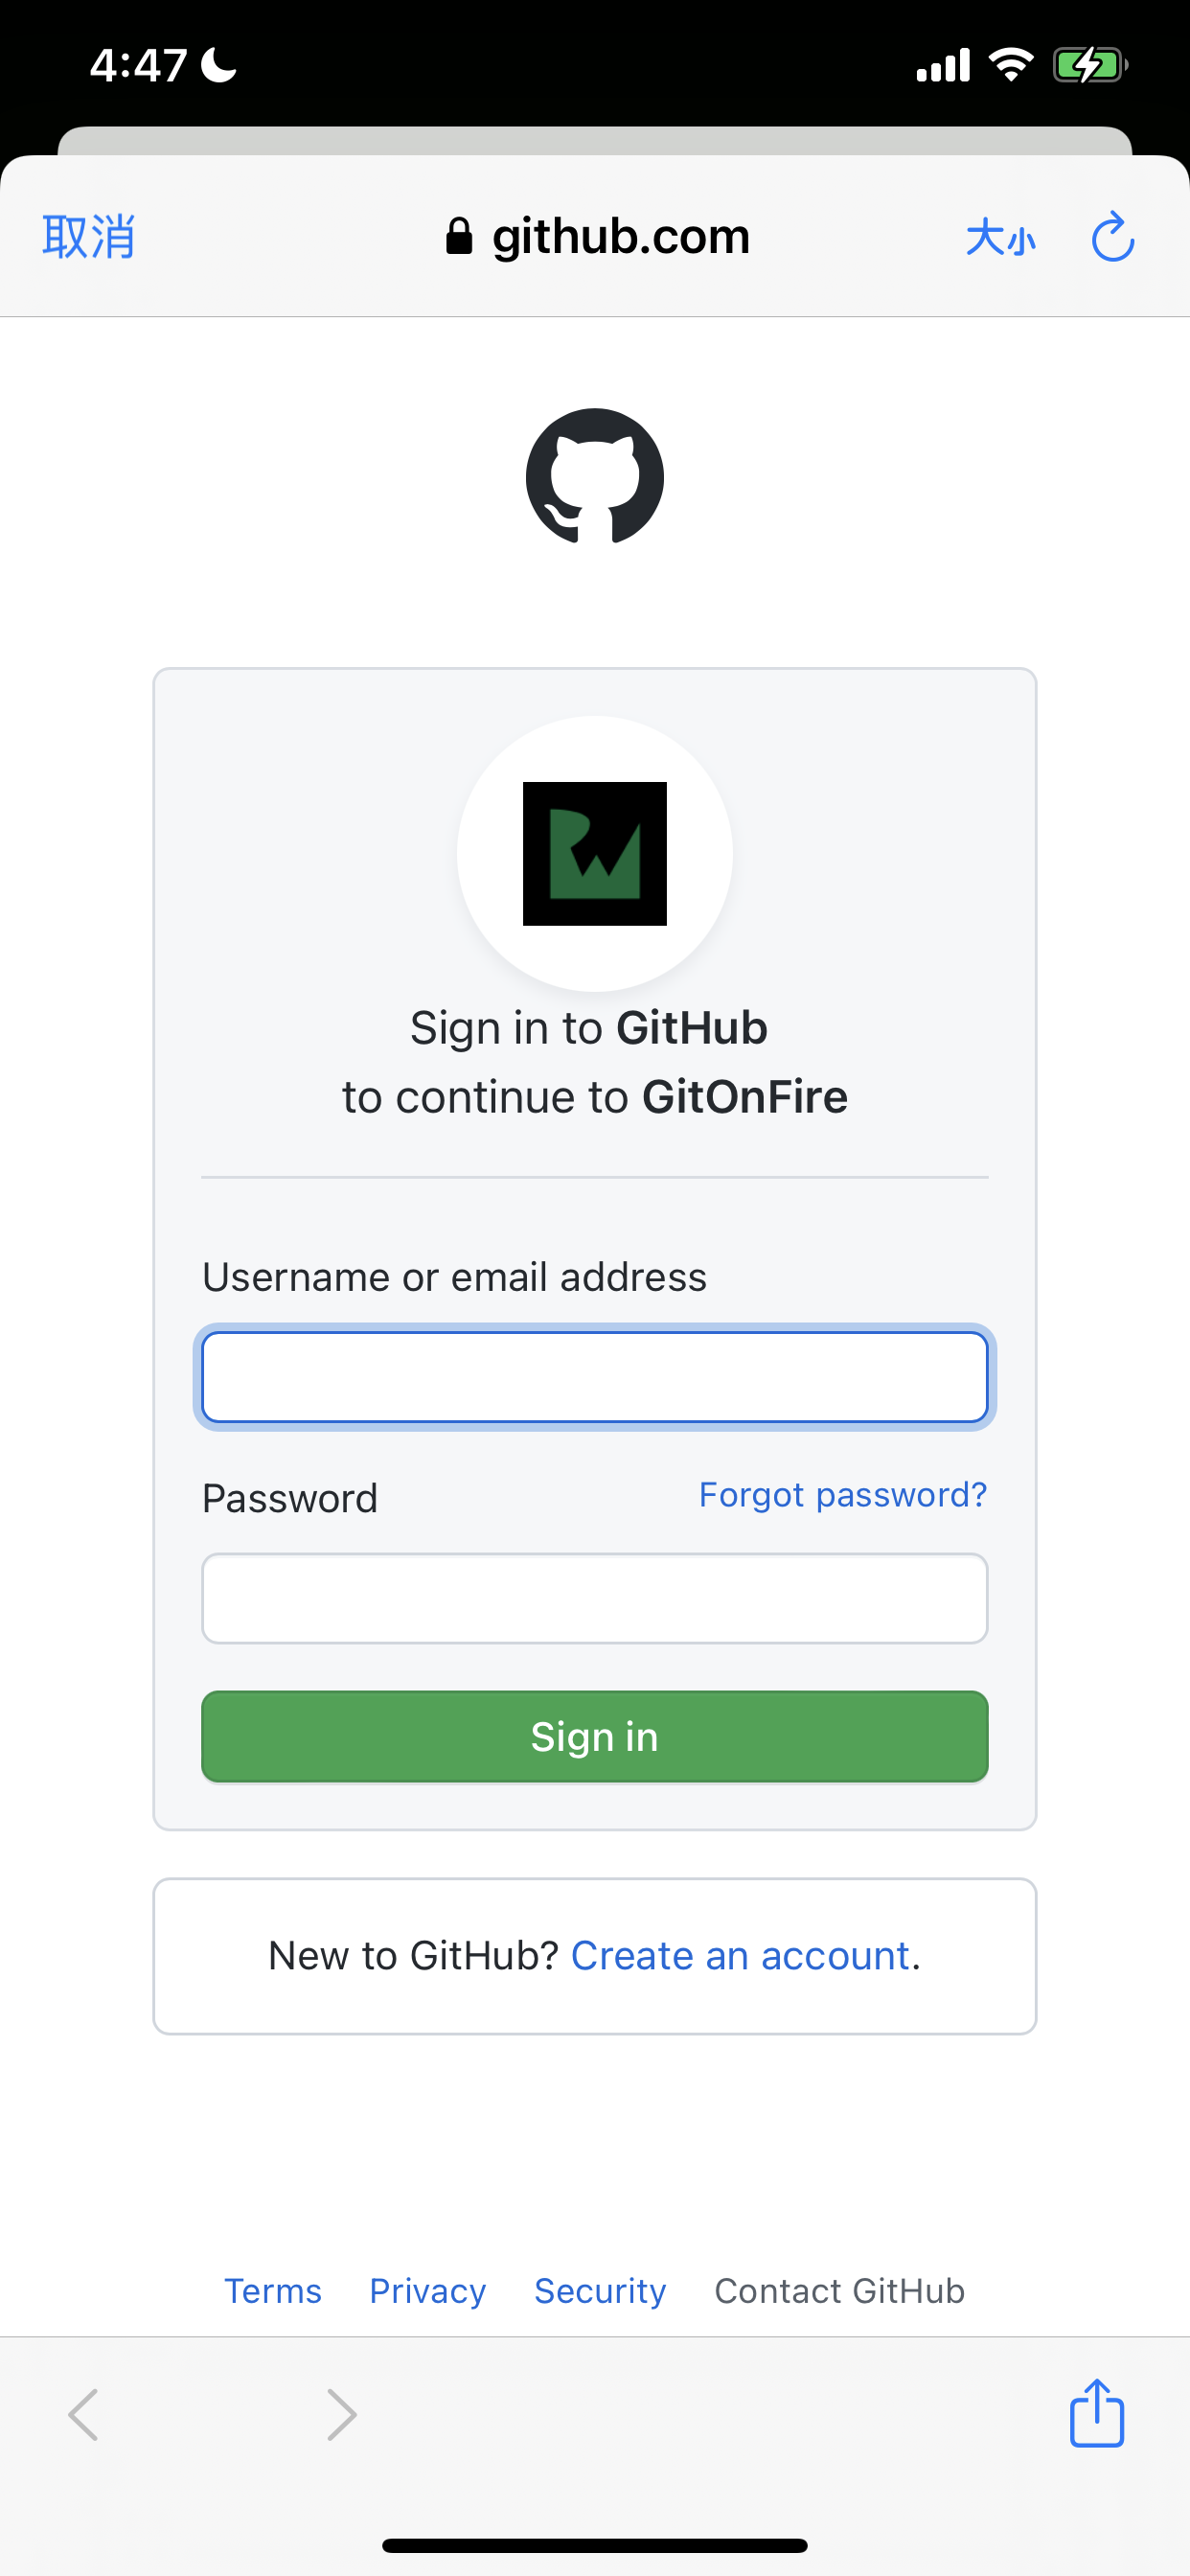 4:47
取消
github.com
大小
Sign in to GitHub
to continue to GitOnFire
Username or email address
Password
Forgot password?
Sign in
New to GitHub? Create an account.
Terms Privacy Security Contact GitHub